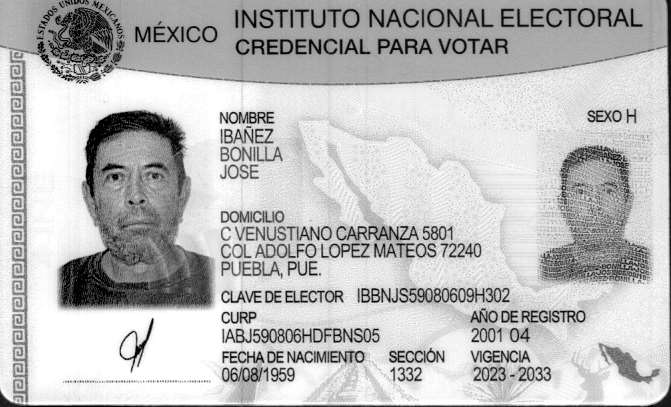 ESTADOS UNIDOS MEXICANOS
MÉXICO
INSTITUTO NACIONAL ELECTORAL
CREDENCIAL PARA VOTAR
NOMBRE
IBAÑEZ
BONILLA
JOSE
SEXO H
DOMICILIO
C VENUSTIANO CARRANZA 5801
COL ADOLFO LOPEZ MATEOS 72240
PUEBLA, PUE.
CLAVE DE ELECTOR IBBNJS59080609H302
CURP
IABJ590806HDFBNS05
AÑO DE REGISTRO
2001 04
FECHA DE NACIMIENTO
06/08/1959
SECCIÓN
1332
VIGENCIA
2023 - 2033